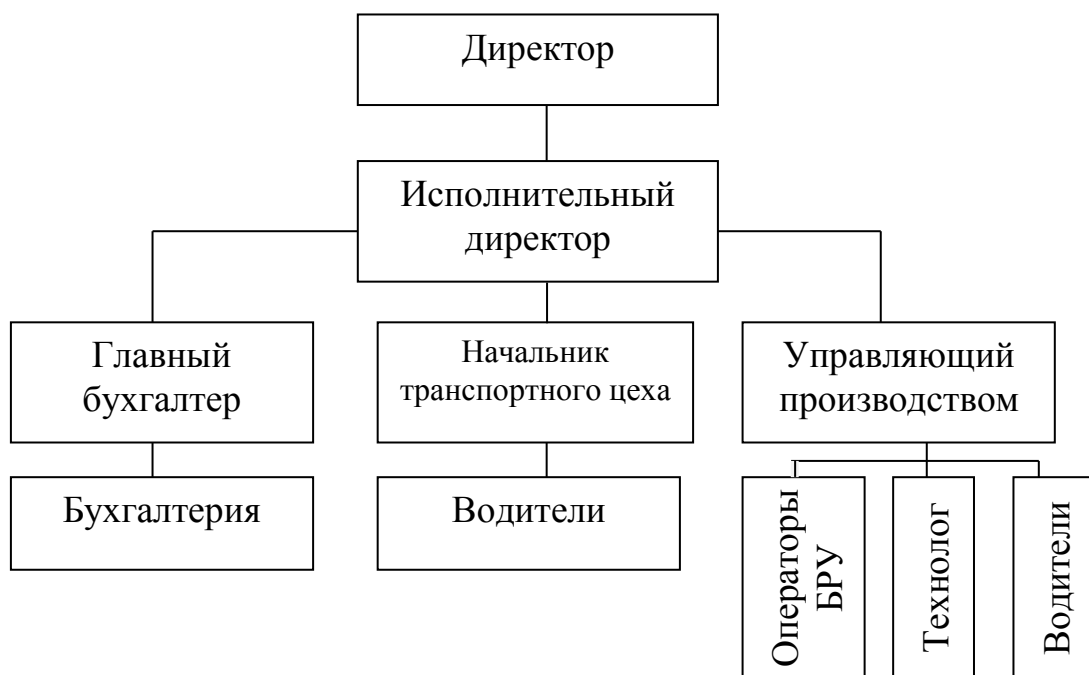 Директор
Исполнительный
директор
Главный
бухгалтер
Начальник
транспортного цеха
Управляющий
производством
Бухгалтерия
Водители
Операторы
БРУ
Технолог
Водители